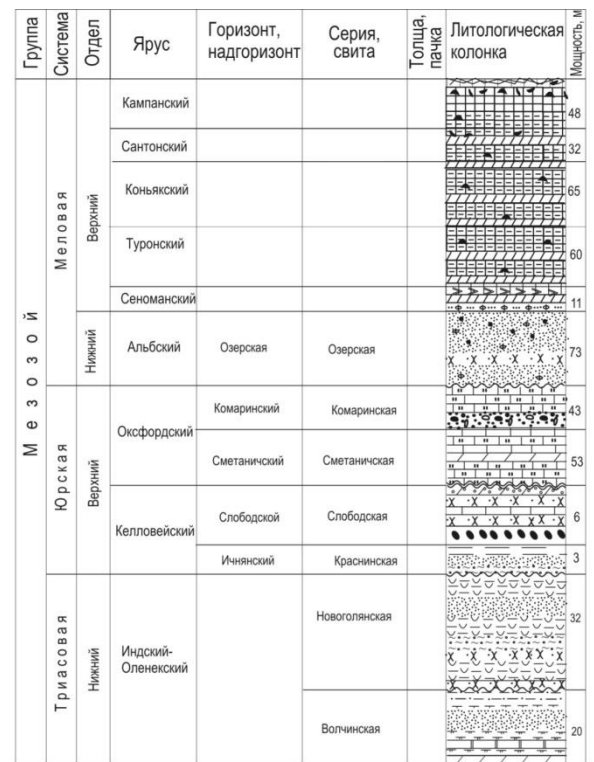 Группа
Система
Отдел
Ярус
Горизонт,
надгоризонт
Серия,
свита
Толща,
пачка
Литологическая
колонка
Мощность, м
Мезозой
Меловая
Верхний
Кампанский
48
Сантонский
32
Коньякский
65
Туронский
60
Сеноманский
11
Нижний
Альбский
Озерская
Озерская
73
Юрская
Верхний
Оксфордский
Комаринский
Комаринская
43
Сметаничский
Сметаничская
53
Келловейский
Слободской
Слободская
6
Ичнянский
Краснинская
3
Триасовая
Нижний
Индский-
Оленекский
Новоголянская
32
Волчинская
20